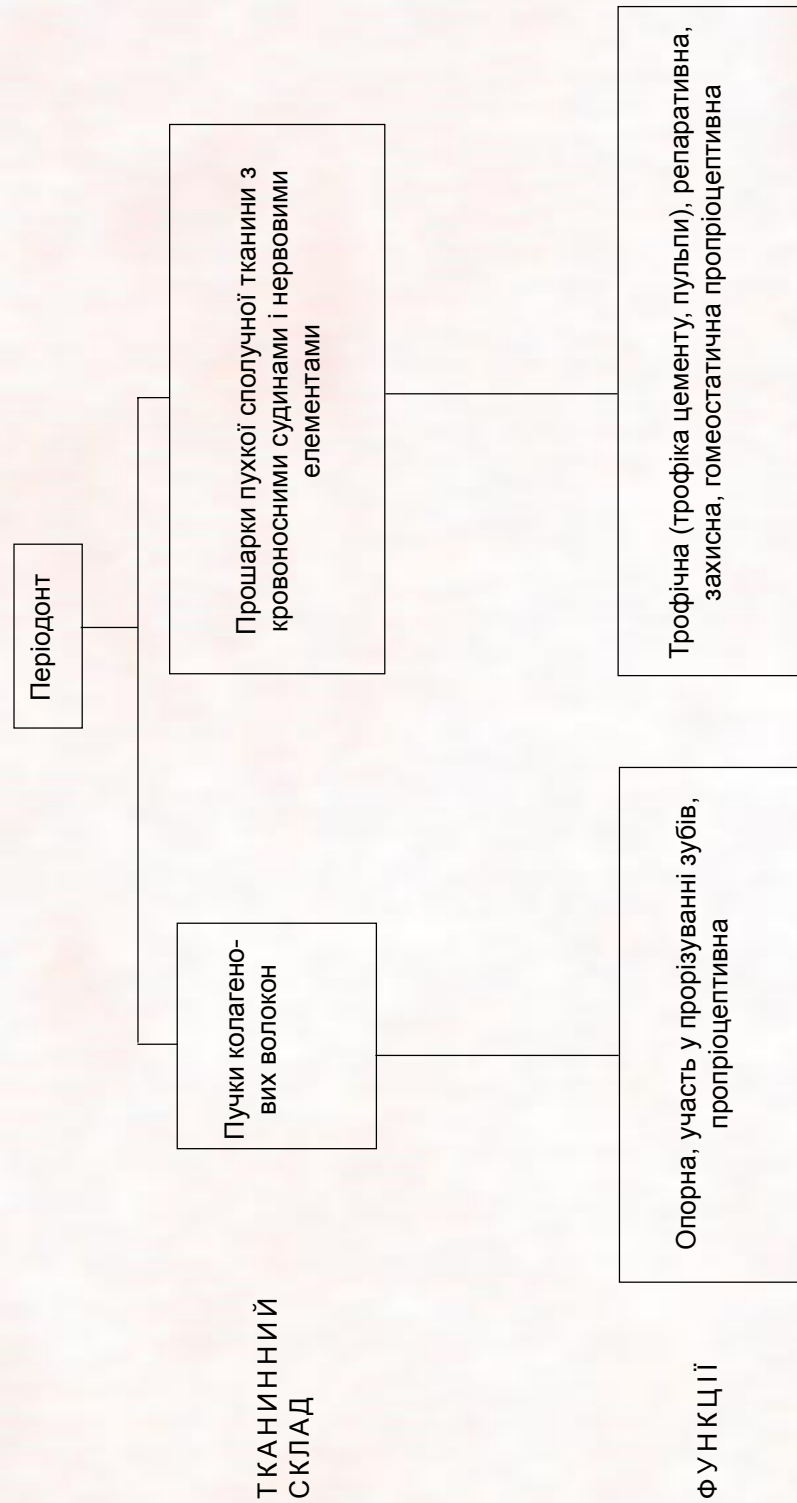 Періодонт
ТКАНИННИЙ
СКЛАД
Пучки колагено-
вих волокон
Прошарки пухкої сполучної тканини з
кровоносними судинами і нервовими
елементами
ФУНКЦІЇ
Опорна, участь у прорізуванні зубів,
пропріоцептивна
Трофічна (трофіка цементу, пульпи), репаративна,
захисна, гомеостатична пропріоцептивна